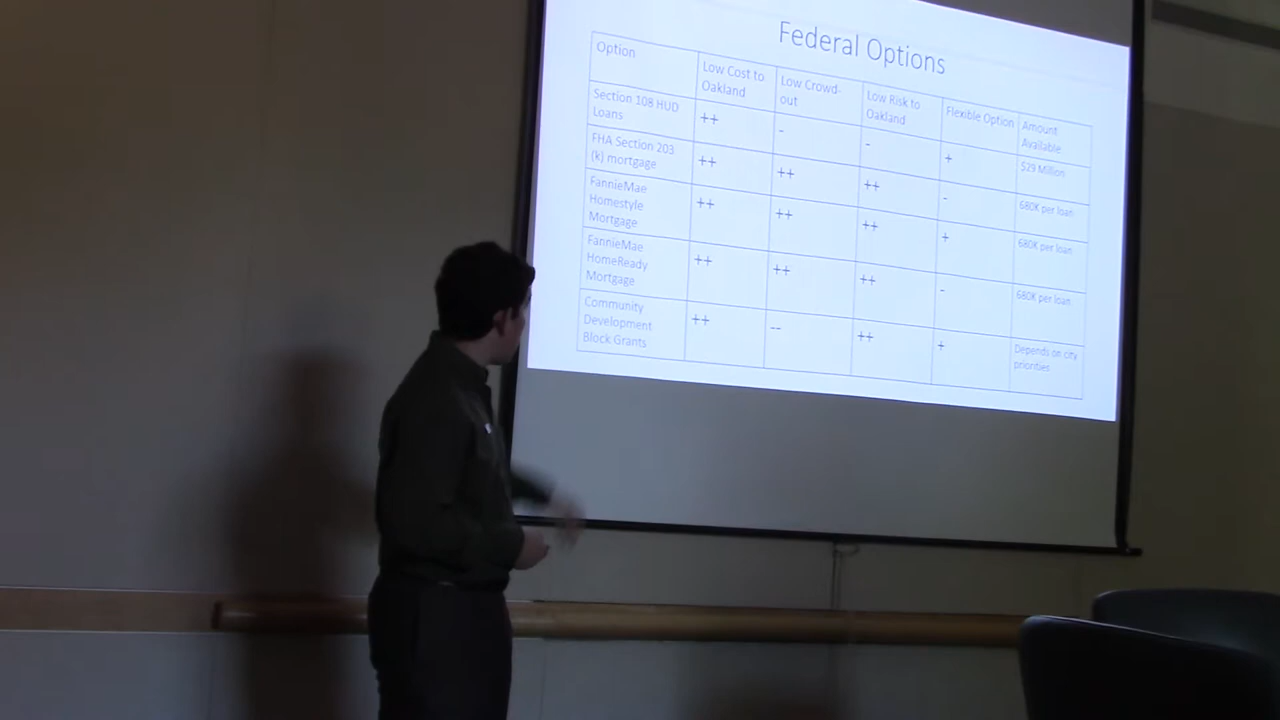 Federal Options
Option
Low Cost to
Oakland
Low Crowd-
out
Low Risk to
Oakland
Flexible Option
Amount
Available
Section 108 HUD
Loans
++
-
-
+
$29 Million
FHA Section 203
(k) mortgage
++
++
++
-
680K per loan
FannieMae
Homestyle
Mortgage
++
++
++
+
680K per loan
FannieMae
HomeReady
Mortgage
++
++
++
-
680K per loan
Community
Development
Block Grants
++
--
++
+
Depends on city
priorities